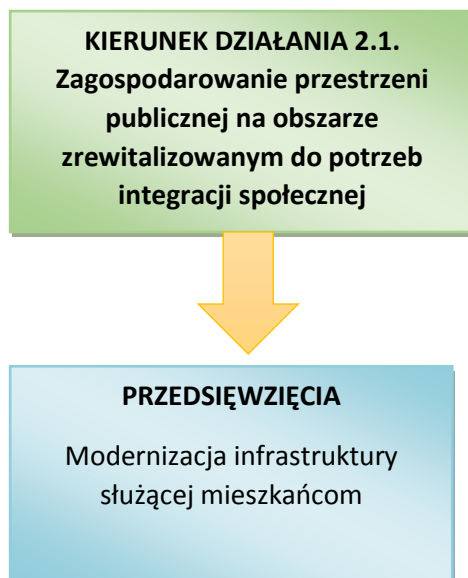 KIERUNEK DZIAŁANIA 2.1.
Zagospodarowanie przestrzeni
publicznej na obszarze
zrewitalizowanym do potrzeb
integracji społecznej
PRZEDSIĘWZIĘCIA
Modernizacja infrastruktury
służącej mieszkańcom